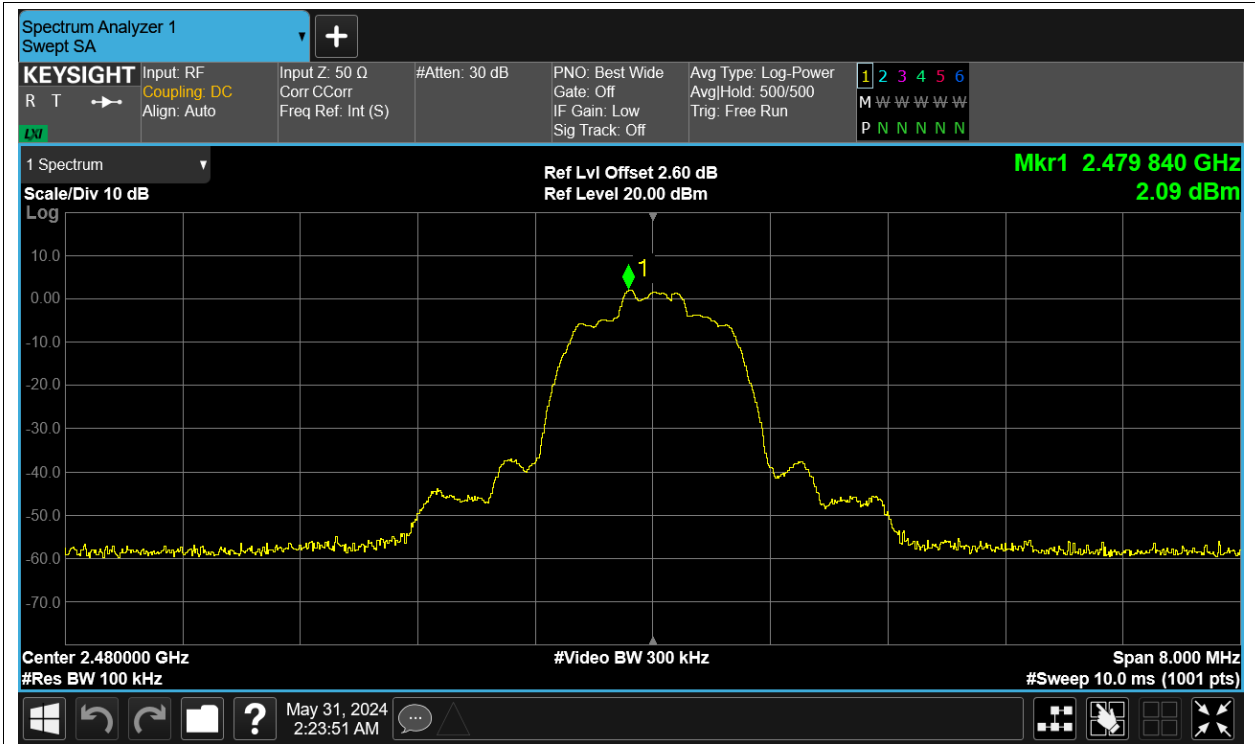 Spectrum Analyzer 1
Swept SA
KEYSIGHT
R T
LXI
Input: RF
Coupling: DC
Align: Auto
Input Z: 50 Ω
Corr CCorr
Freq Ref: Int (S)
#Atten: 30 dB
PNO: Best Wide
Gate: Off
IF Gain: Low
Sig Track: Off
Avg Type: Log-Power
Avg|Hold: 500/500
Trig: Free Run
1 2 3 4 5 6
M W W W W W
P N N N N N
1 Spectrum
Scale/Div 10 dB
Log
Ref Lvl Offset 2.60 dB
Ref Level 20.00 dBm
Mkr1 2.479 840 GHz
2.09 dBm
1
10.0
0.00
-10.0
-20.0
-30.0
-40.0
-50.0
-60.0
-70.0
Center 2.480000 GHz
#Video BW 300 kHz
Span 8.000 MHz
#Res BW 100 kHz
#Sweep 10.0 ms (1001 pts)
?
May 31, 2024
2:23:51 AM